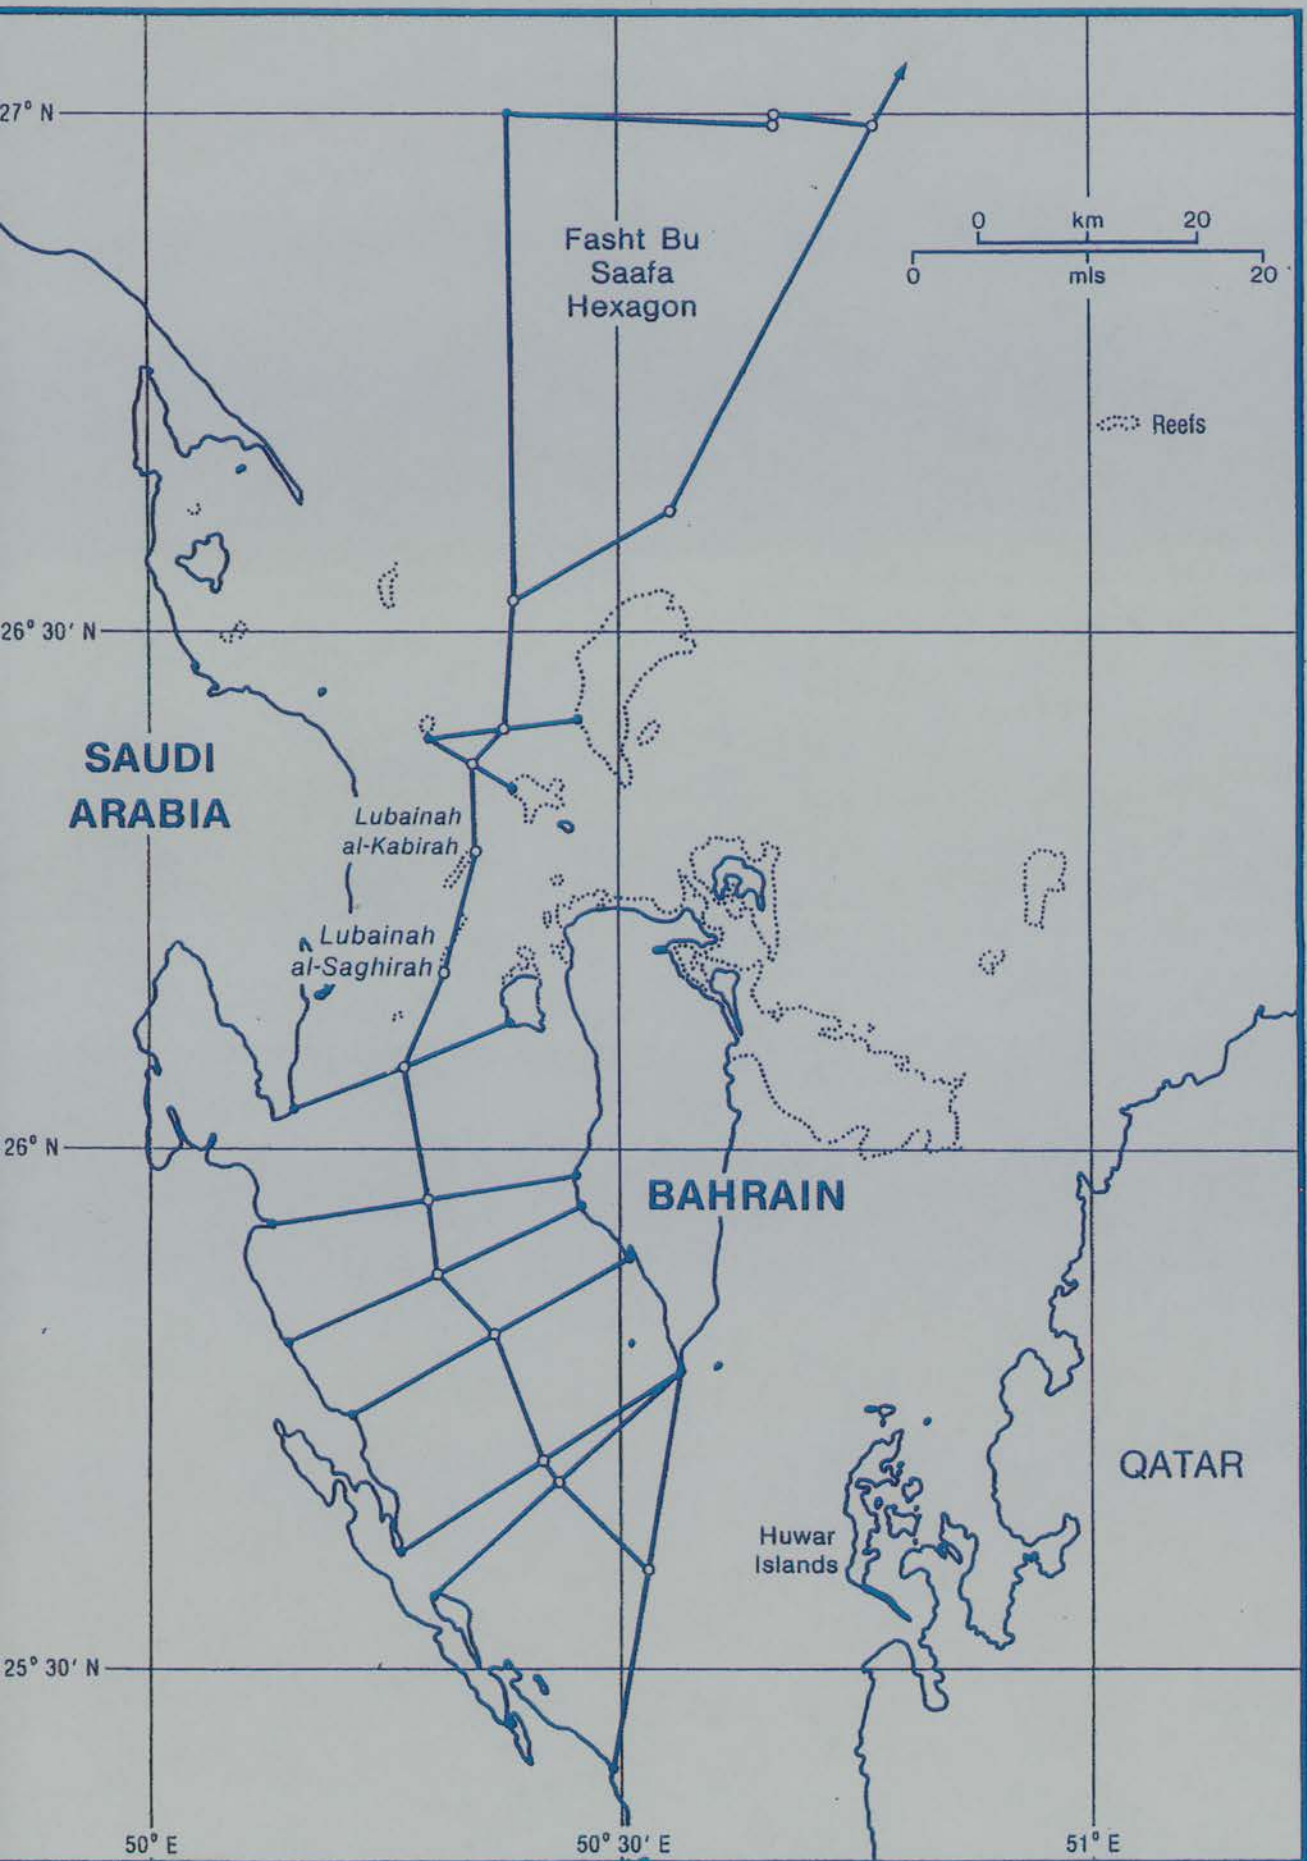 27° N
0 km 20
0 mls 20
Fasht Bu
Saafa
Hexagon
Reefs
26° 30′ N
SAUDI
ARABIA
Lubainah
al-Kabirah
Lubainah
al-Saghirah
26° N
BAHRAIN
QATAR
Huwar
Islands
25° 30′ N
50° E
50° 30′ E
51° E